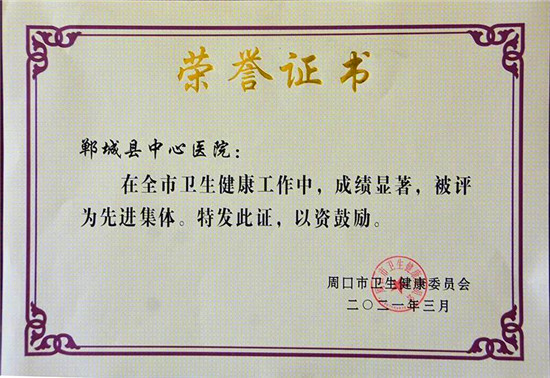 荣誉证书
郸城县中心医院：
在全市卫生健康工作中，成绩显著，被评
为先进集体。特发此证，以资鼓励。
周口市卫生健康委员会
二〇二一年三月